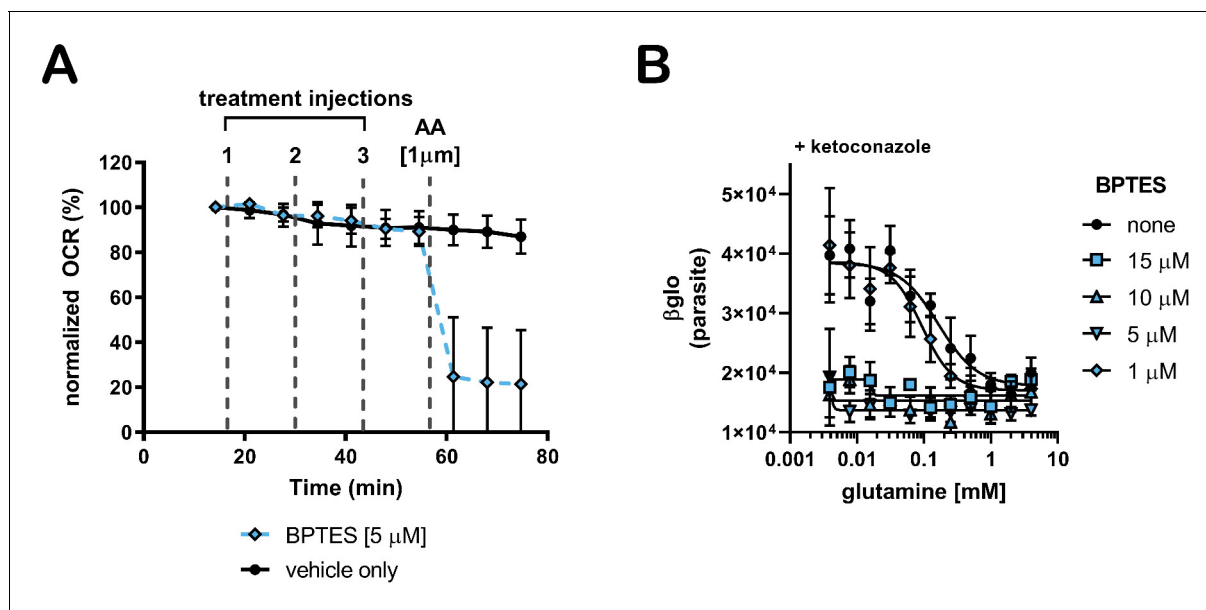 A
treatment injections
1 2 3
AA
[1μm]
normalized OCR (%)
120
100
80
60
40
20
0
0 20 40 60 80
Time (min)
BPTES [5 μM]
vehicle only
B
+ ketoconazole
βglo
(parasite)
5×10⁴
4×10⁴
3×10⁴
2×10⁴
1×10⁴
0.001 0.01 0.1 1 10
glutamine [mM]
BPTES
none
15 μM
10 μM
5 μM
1 μM